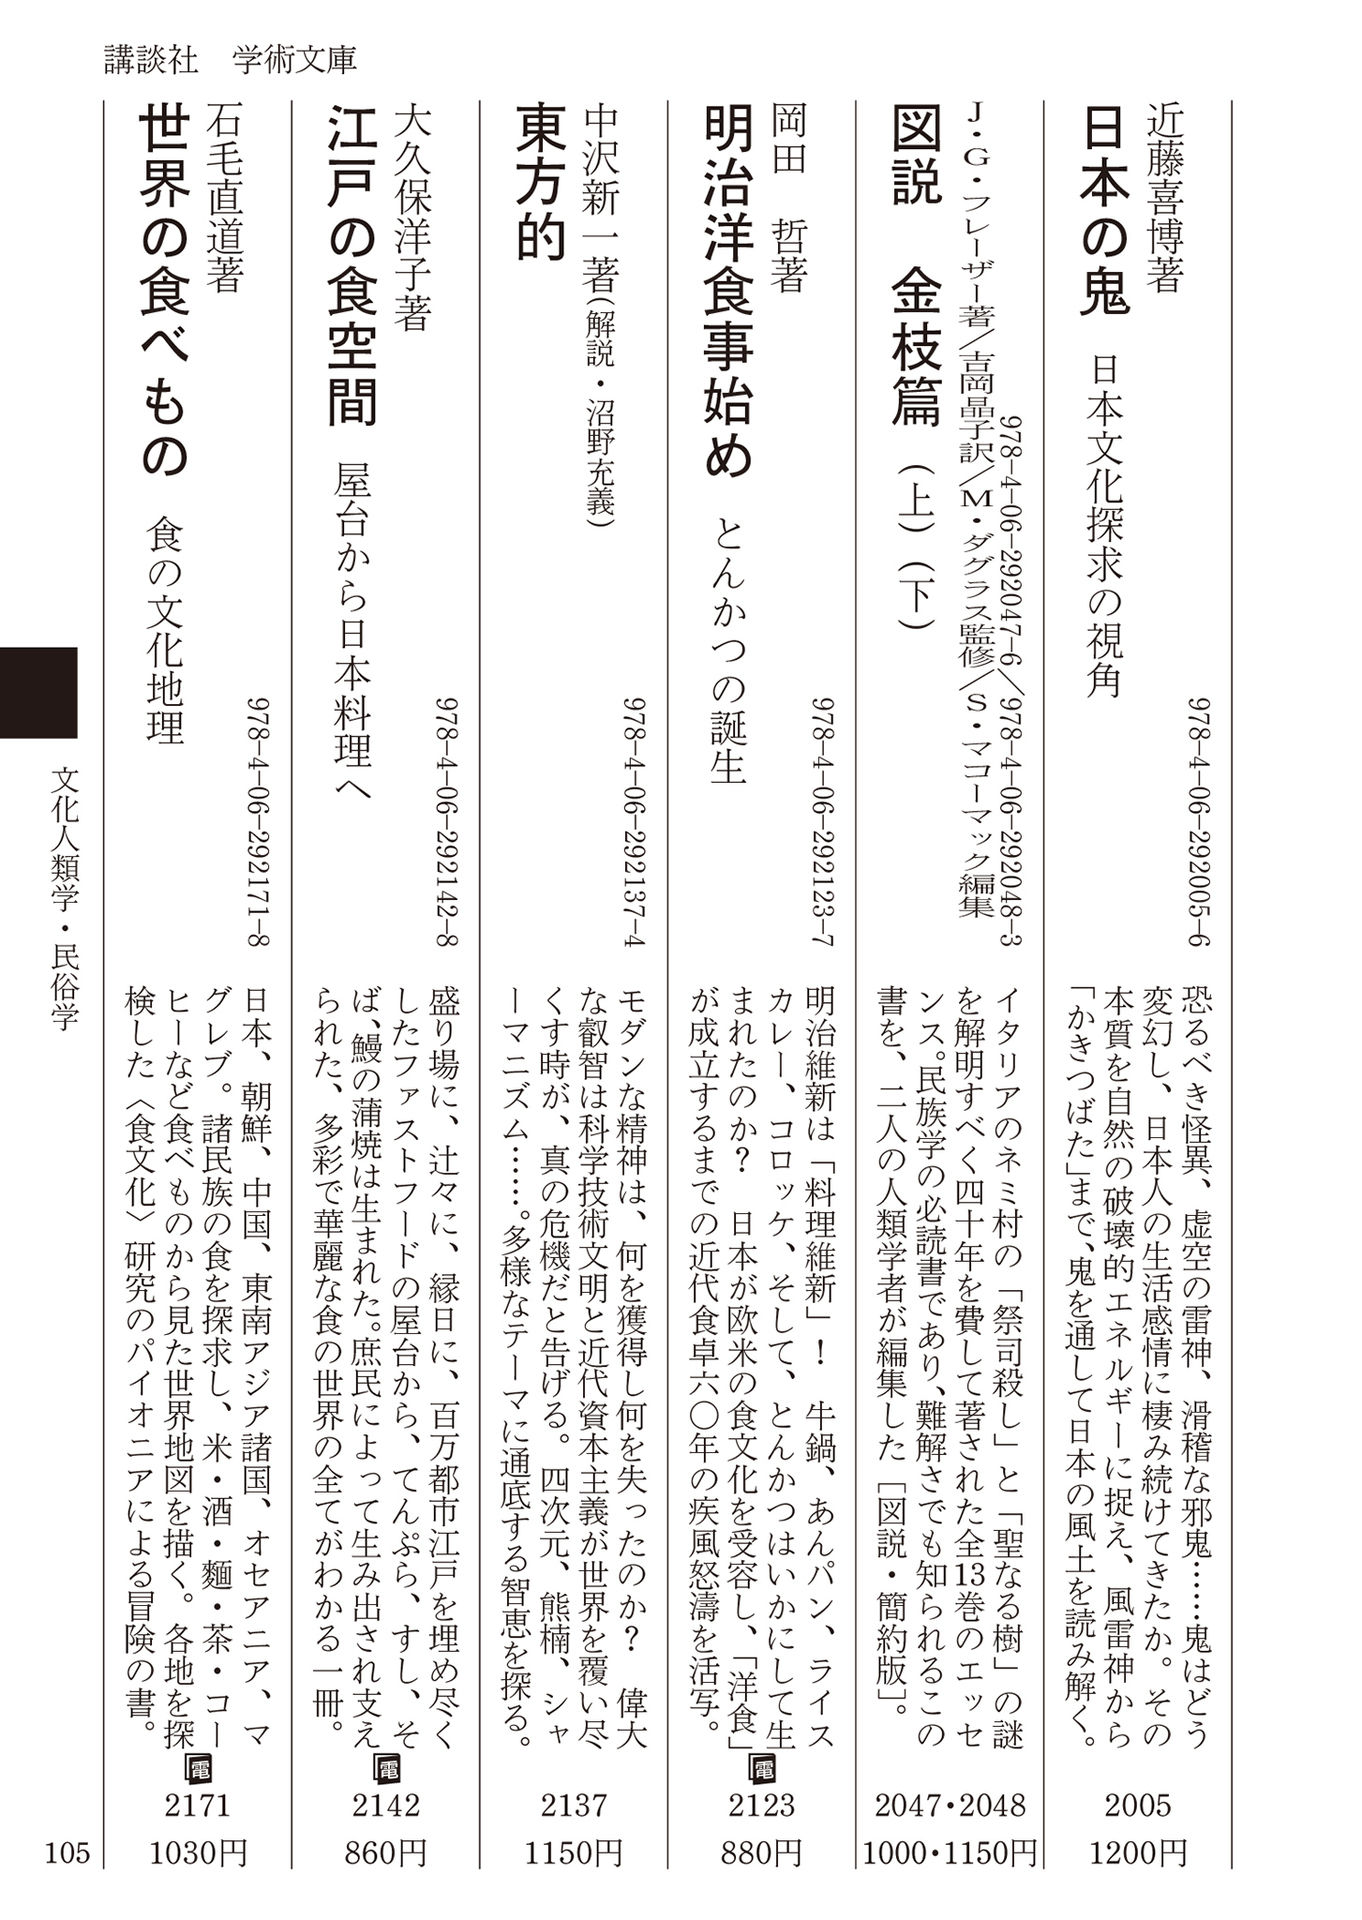 講談社　学術文庫
近藤喜博著
日本の鬼　日本文化探求の視角
978-4-06-292005-6
恐るべき怪異、虚空の雷神、滑稽な邪鬼……鬼はどう
変幻し、日本人の生活感情に棲み続けてきたか。その
本質を自然の破壊的エネルギーに捉え、風雷神から
「かきつばた」まで、鬼を通して日本の風土を読み解く。
2005
1200円
978-4-06-292047-6／978-4-06-292048-3
J・G・フレーザー著／吉岡晶子訳／M・ダグラス監修／S・マコーマック編集
図説　金枝篇（上）（下）
イタリアのネミ村の「祭司殺し」と「聖なる樹」の謎
を解明すべく四十年を費して著された全13巻のエッセ
ンス。民族学の必読書であり、難解さでも知られるこの
書を、二人の人類学者が編集した［図説・簡約版］。
2047・2048
1000・1150円
岡田　哲著
明治洋食事始め　とんかつの誕生
978-4-06-292123-7
明治維新は「料理維新」！　牛鍋、あんパン、ライス
カレー、コロッケ、そして、とんかつはいかにして生
まれたのか？　日本が欧米の食文化を受容し、「洋食」
が成立するまでの近代食卓六〇年の疾風怒濤を活写。
電
2123
880円
中沢新一著（解説・沼野充義）
東方的
978-4-06-292137-4
モダンな精神は、何を獲得し何を失ったのか？　偉大
な叡智は科学技術文明と近代資本主義が世界を覆い尽
くす時が、真の危機だと告げる。四次元、熊楠、シャ
ーマニズム……。多様なテーマに通底する智恵を探る。
2137
1150円
大久保洋子著
江戸の食空間　屋台から日本料理へ
978-4-06-292142-8
盛り場に、辻々に、縁日に、百万都市江戸を埋め尽く
したファストフードの屋台から、てんぷら、すし、そ
ば、鰻の蒲焼は生まれた。庶民によって生み出され支え
られた、多彩で華麗な食の世界の全てがわかる一冊。
電
2142
860円
石毛直道著
世界の食べもの　食の文化地理
978-4-06-292171-8
日本、朝鮮、中国、東南アジア諸国、オセアニア、マ
グレブ。諸民族の食を探求し、米・酒・麺・茶・コー
ヒーなど食べものから見た世界地図を描く。各地を探
検した〈食文化〉研究のパイオニアによる冒険の書。
電
2171
1030円
文化人類学・民俗学
105